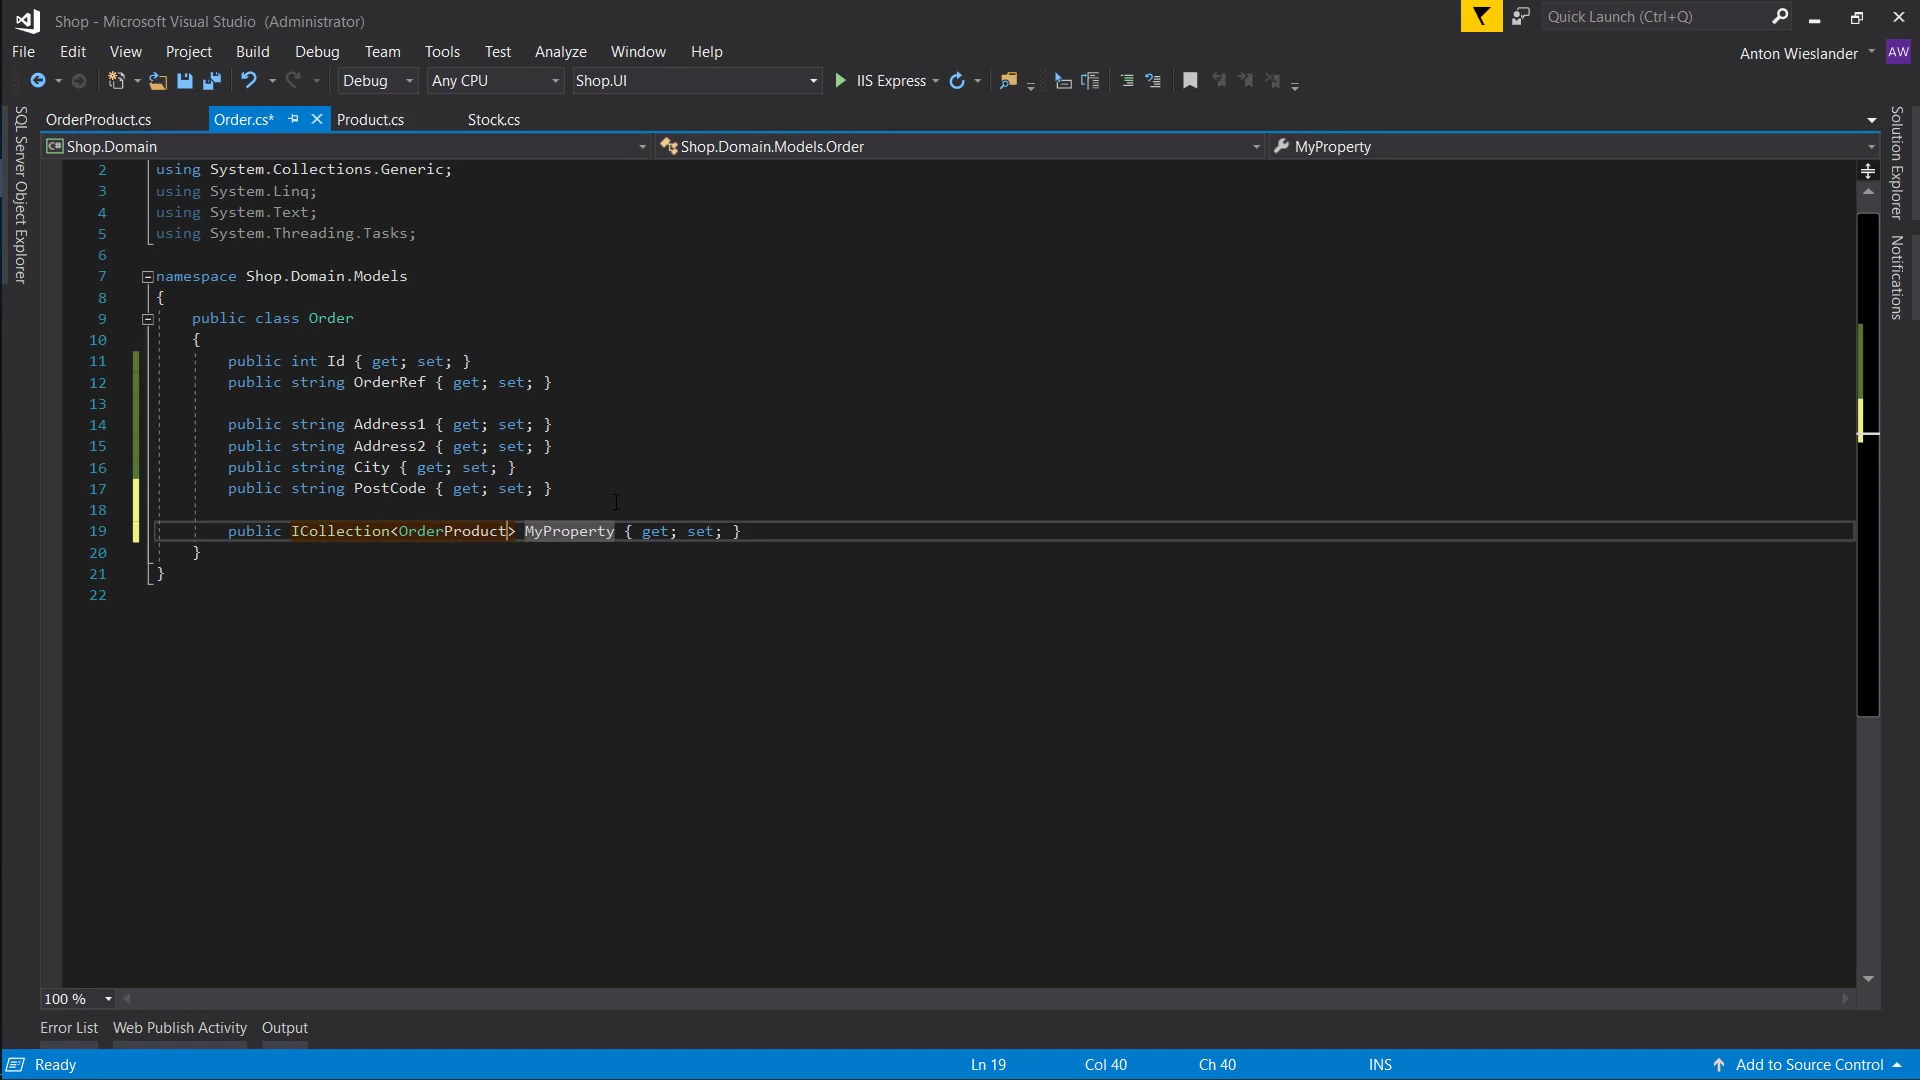 Shop - Microsoft Visual Studio (Administrator)
Quick Launch (Ctrl+Q)
File Edit View Project Build Debug Team Tools Test Analyze Window Help
Anton Wieslander AW
Debug Any CPU Shop.UI IIS Express
SQL Server Object Explorer
OrderProduct.cs Order.cs* Product.cs Stock.cs
C# Shop.Domain Shop.Domain.Models.Order MyProperty
2 using System.Collections.Generic;
3 using System.Linq;
4 using System.Text;
5 using System.Threading.Tasks;
6
7 namespace Shop.Domain.Models
8 {
9 public class Order
10 {
11 public int Id { get; set; }
12 public string OrderRef { get; set; }
13
14 public string Address1 { get; set; }
15 public string Address2 { get; set; }
16 public string City { get; set; }
17 public string PostCode { get; set; }
18
19 public ICollection<OrderProduct> MyProperty { get; set; }
20 }
21 }
22
Solution Explorer
Notifications
100 %
Error List Web Publish Activity Output
Ready Ln 19 Col 40 Ch 40 INS Add to Source Control